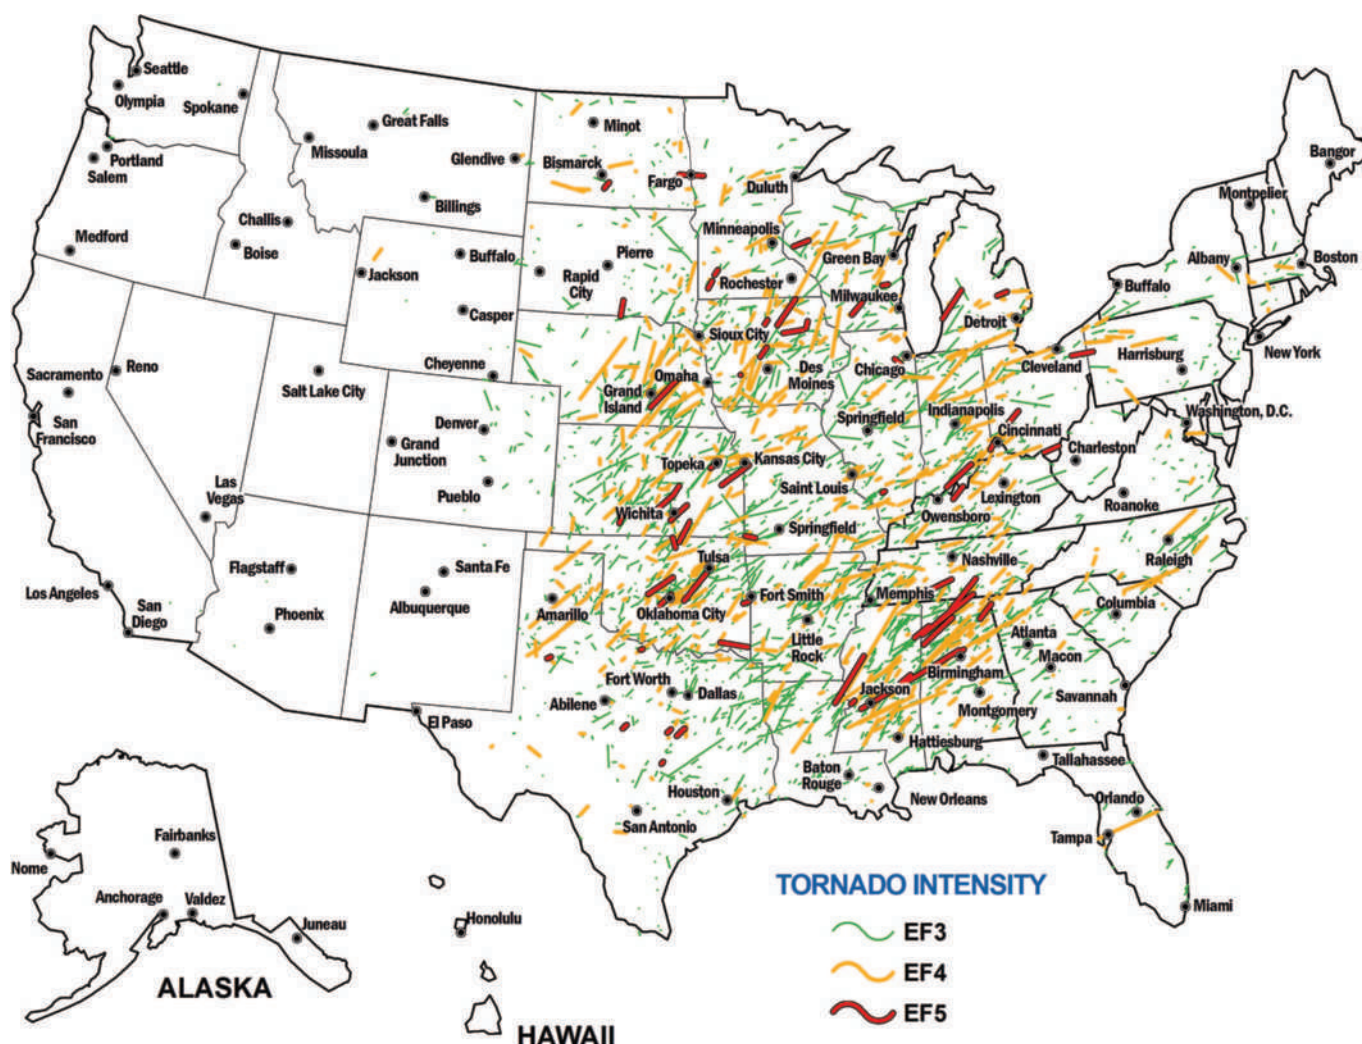 Seattle
Olympia
Spokane
Portland
Salem
Medford
Great Falls
Missoula
Glendive
Billings
Challis
Boise
Jackson
Buffalo
Casper
Cheyenne
Minot
Bismarck
Fargo
Pierre
Rapid
City
Duluth
Minneapolis
Rochester
Green Bay
Milwaukee
Detroit
Bangor
Montpelier
Albany
Boston
Buffalo
New York
Harrisburg
Cleveland
Sioux City
Omaha
Des
Moines
Chicago
Grand
Island
Reno
Sacramento
San
Francisco
Salt Lake City
Denver
Grand
Junction
Pueblo
Las
Vegas
Topeka
Kansas City
Wichita
Springfield
Saint Louis
Springfield
Indianapolis
Cincinnati
Washington, D.C.
Charleston
Lexington
Owensboro
Roanoke
Raleigh
Nashville
Memphis
Columbia
Los Angeles
San
Diego
Flagstaff
Phoenix
Santa Fe
Albuquerque
Amarillo
Tulsa
Oklahoma City
Fort Smith
Little
Rock
Atlanta
Macon
Birmingham
Savannah
Jackson
Montgomery
Fort Worth
Dallas
Abilene
El Paso
Hattiesburg
Tallahassee
Baton
Rouge
New Orleans
Houston
San Antonio
Orlando
Tampa
Miami
Fairbanks
Nome
Anchorage
Valdez
Juneau
ALASKA
Honolulu
HAWAII
TORNADO INTENSITY
EF3
EF4
EF5